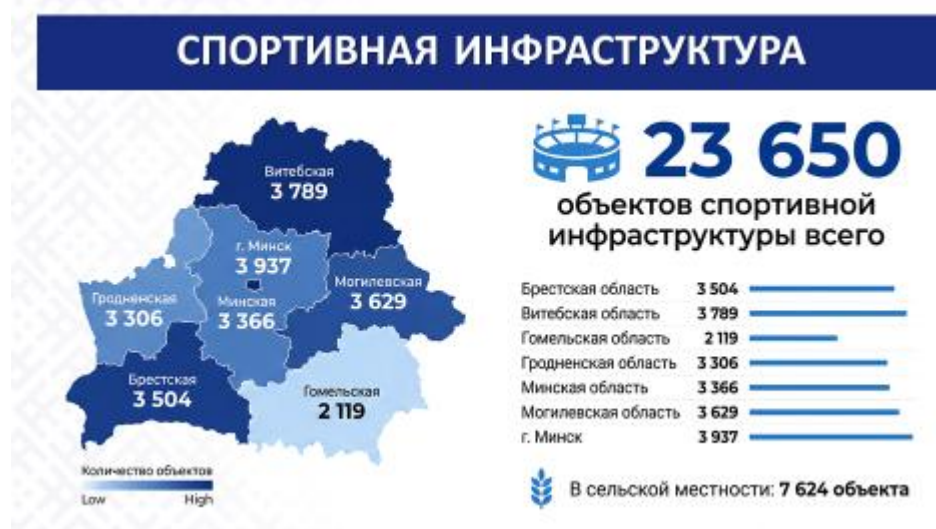 СПОРТИВНАЯ ИНФРАСТРУКТУРА
Витебская
3 789
г. Минск
3 937
Могилевская
3 629
Гродненская
3 306
Минская
3 366
Брестская
3 504
Гомельская
2 119
Количество объектов
Low High
23 650
объектов спортивной
инфраструктуры всего
Брестская область 3 504
Витебская область 3 789
Гомельская область 2 119
Гродненская область 3 306
Минская область 3 366
Могилевская область 3 629
г. Минск 3 937
В сельской местности: 7 624 объекта